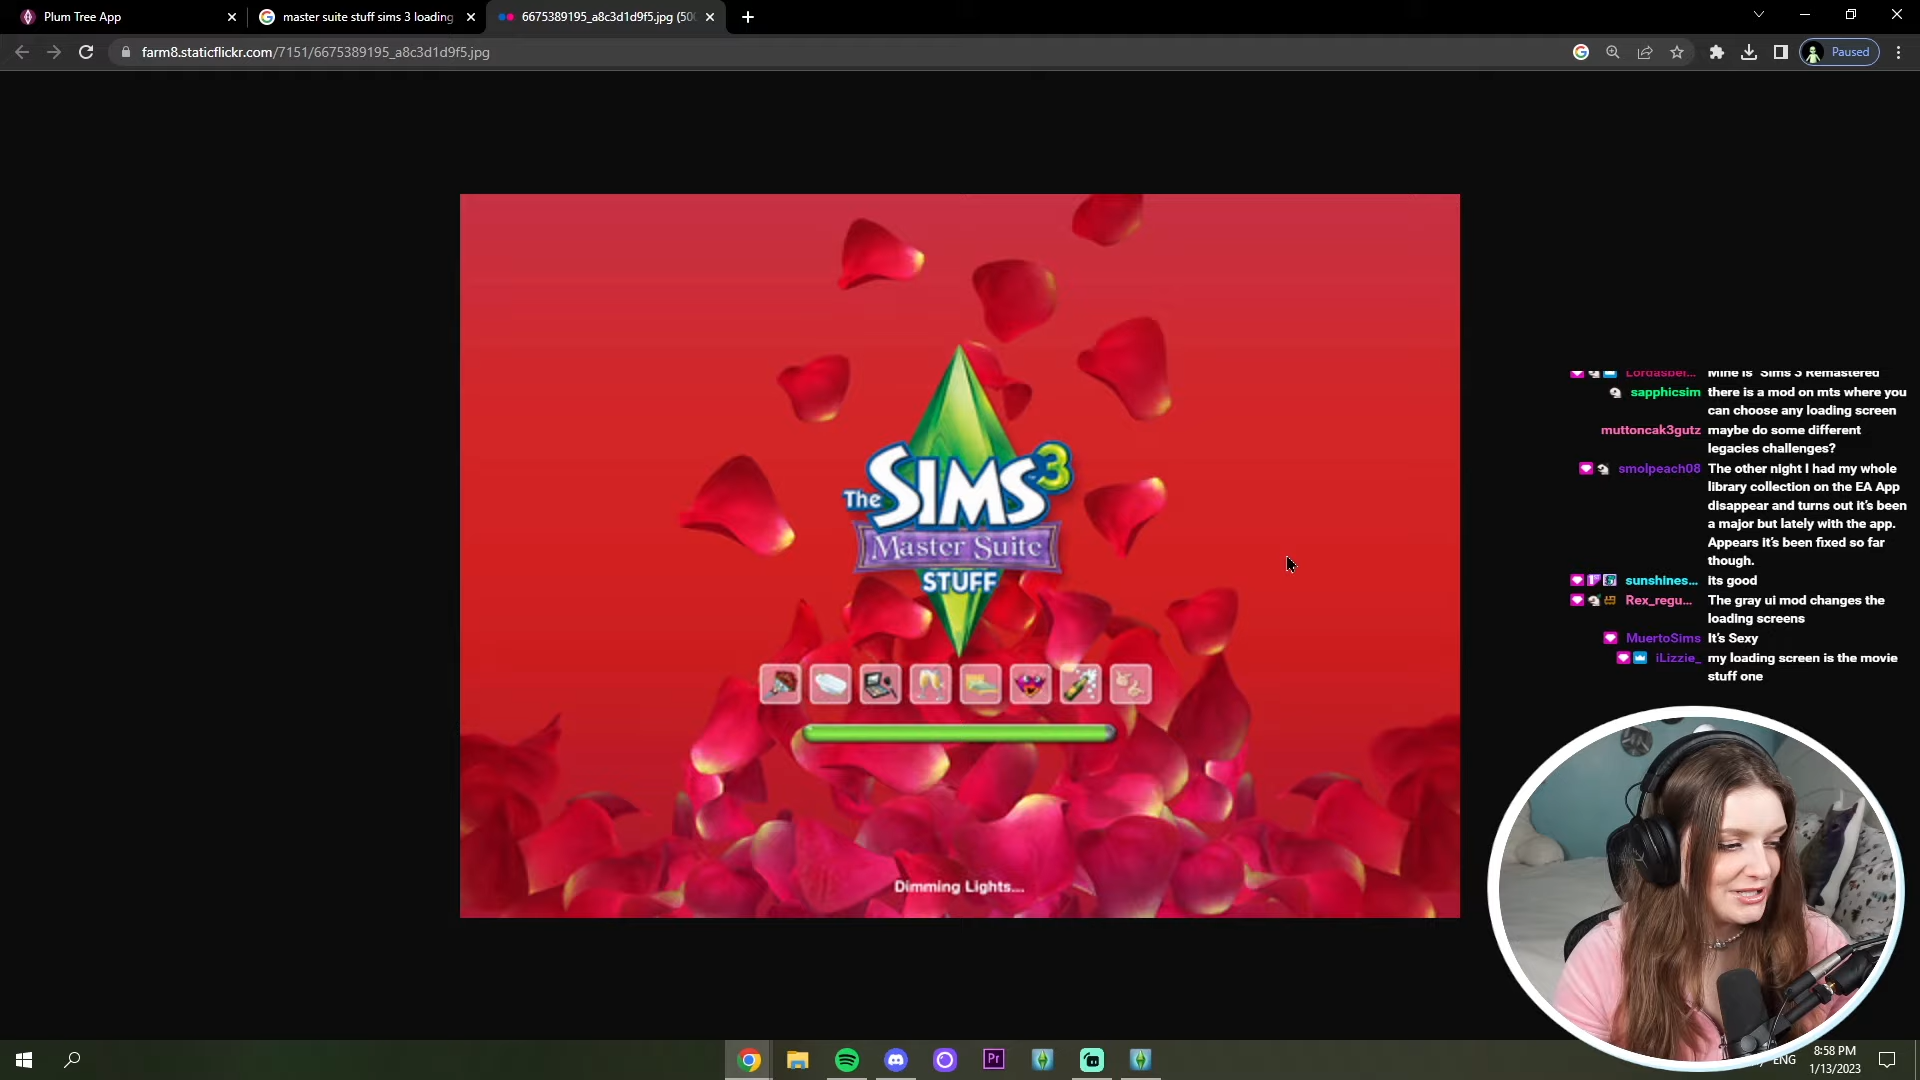 Plum Tree App
master suite stuff sims 3 loading
6675389195_a8c3d1d9f5.jpg (500
farm8.staticflickr.com/7151/6675389195_a8c3d1d9f5.jpg
Paused
Mine is "Sims 3 Remastered
sapphicsim there is a mod on mts where you
can choose any loading screen
muttoncak3gutz maybe do some different
legacies challenges?
smolpeach08 The other night I had my whole
library collection on the EA App
disappear and turns out it's been
a major but lately with the app.
Appears it's been fixed so far
though.
sunshines... its good
Rex_regu... The gray ui mod changes the
loading screens
MuertoSims It's Sexy
iLizzie_ my loading screen is the movie
stuff one
The SIMS 3
Master Suite
STUFF
Dimming Lights...
Pr
ENG
8:58 PM
1/13/2023